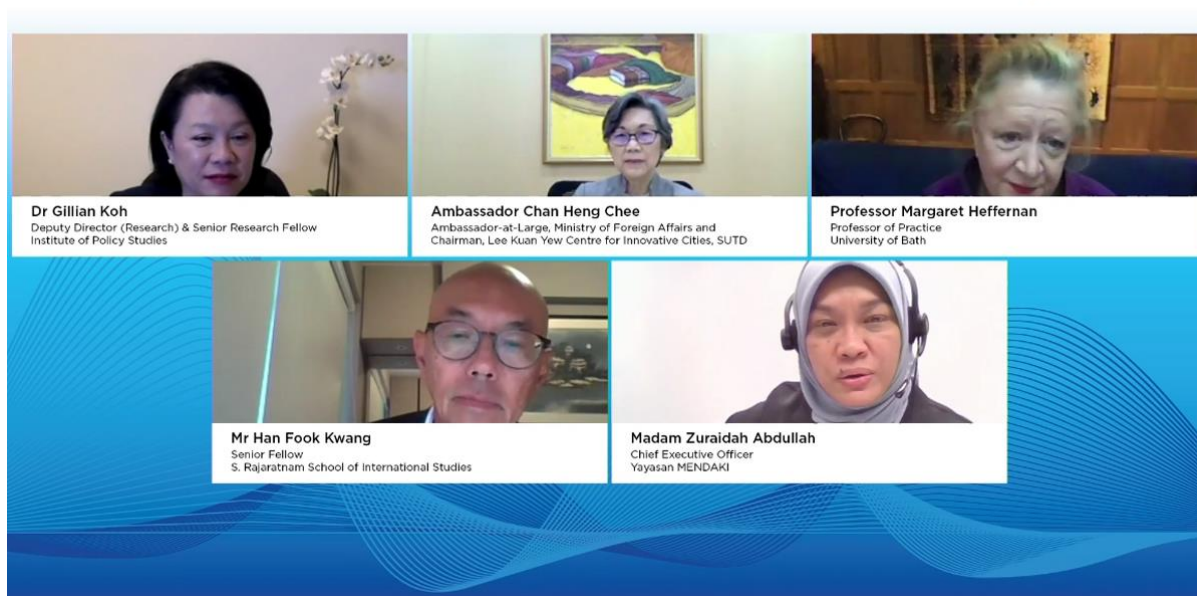 Dr Gillian Koh
Deputy Director (Research) & Senior Research Fellow
Institute of Policy Studies
Ambassador Chan Heng Chee
Ambassador-at-Large, Ministry of Foreign Affairs and
Chairman, Lee Kuan Yew Centre for Innovative Cities, SUTD
Professor Margaret Heffernan
Professor of Practice
University of Bath
Mr Han Fook Kwang
Senior Fellow
S. Rajaratnam School of International Studies
Madam Zuraidah Abdullah
Chief Executive Officer
Yayasan MENDAKI